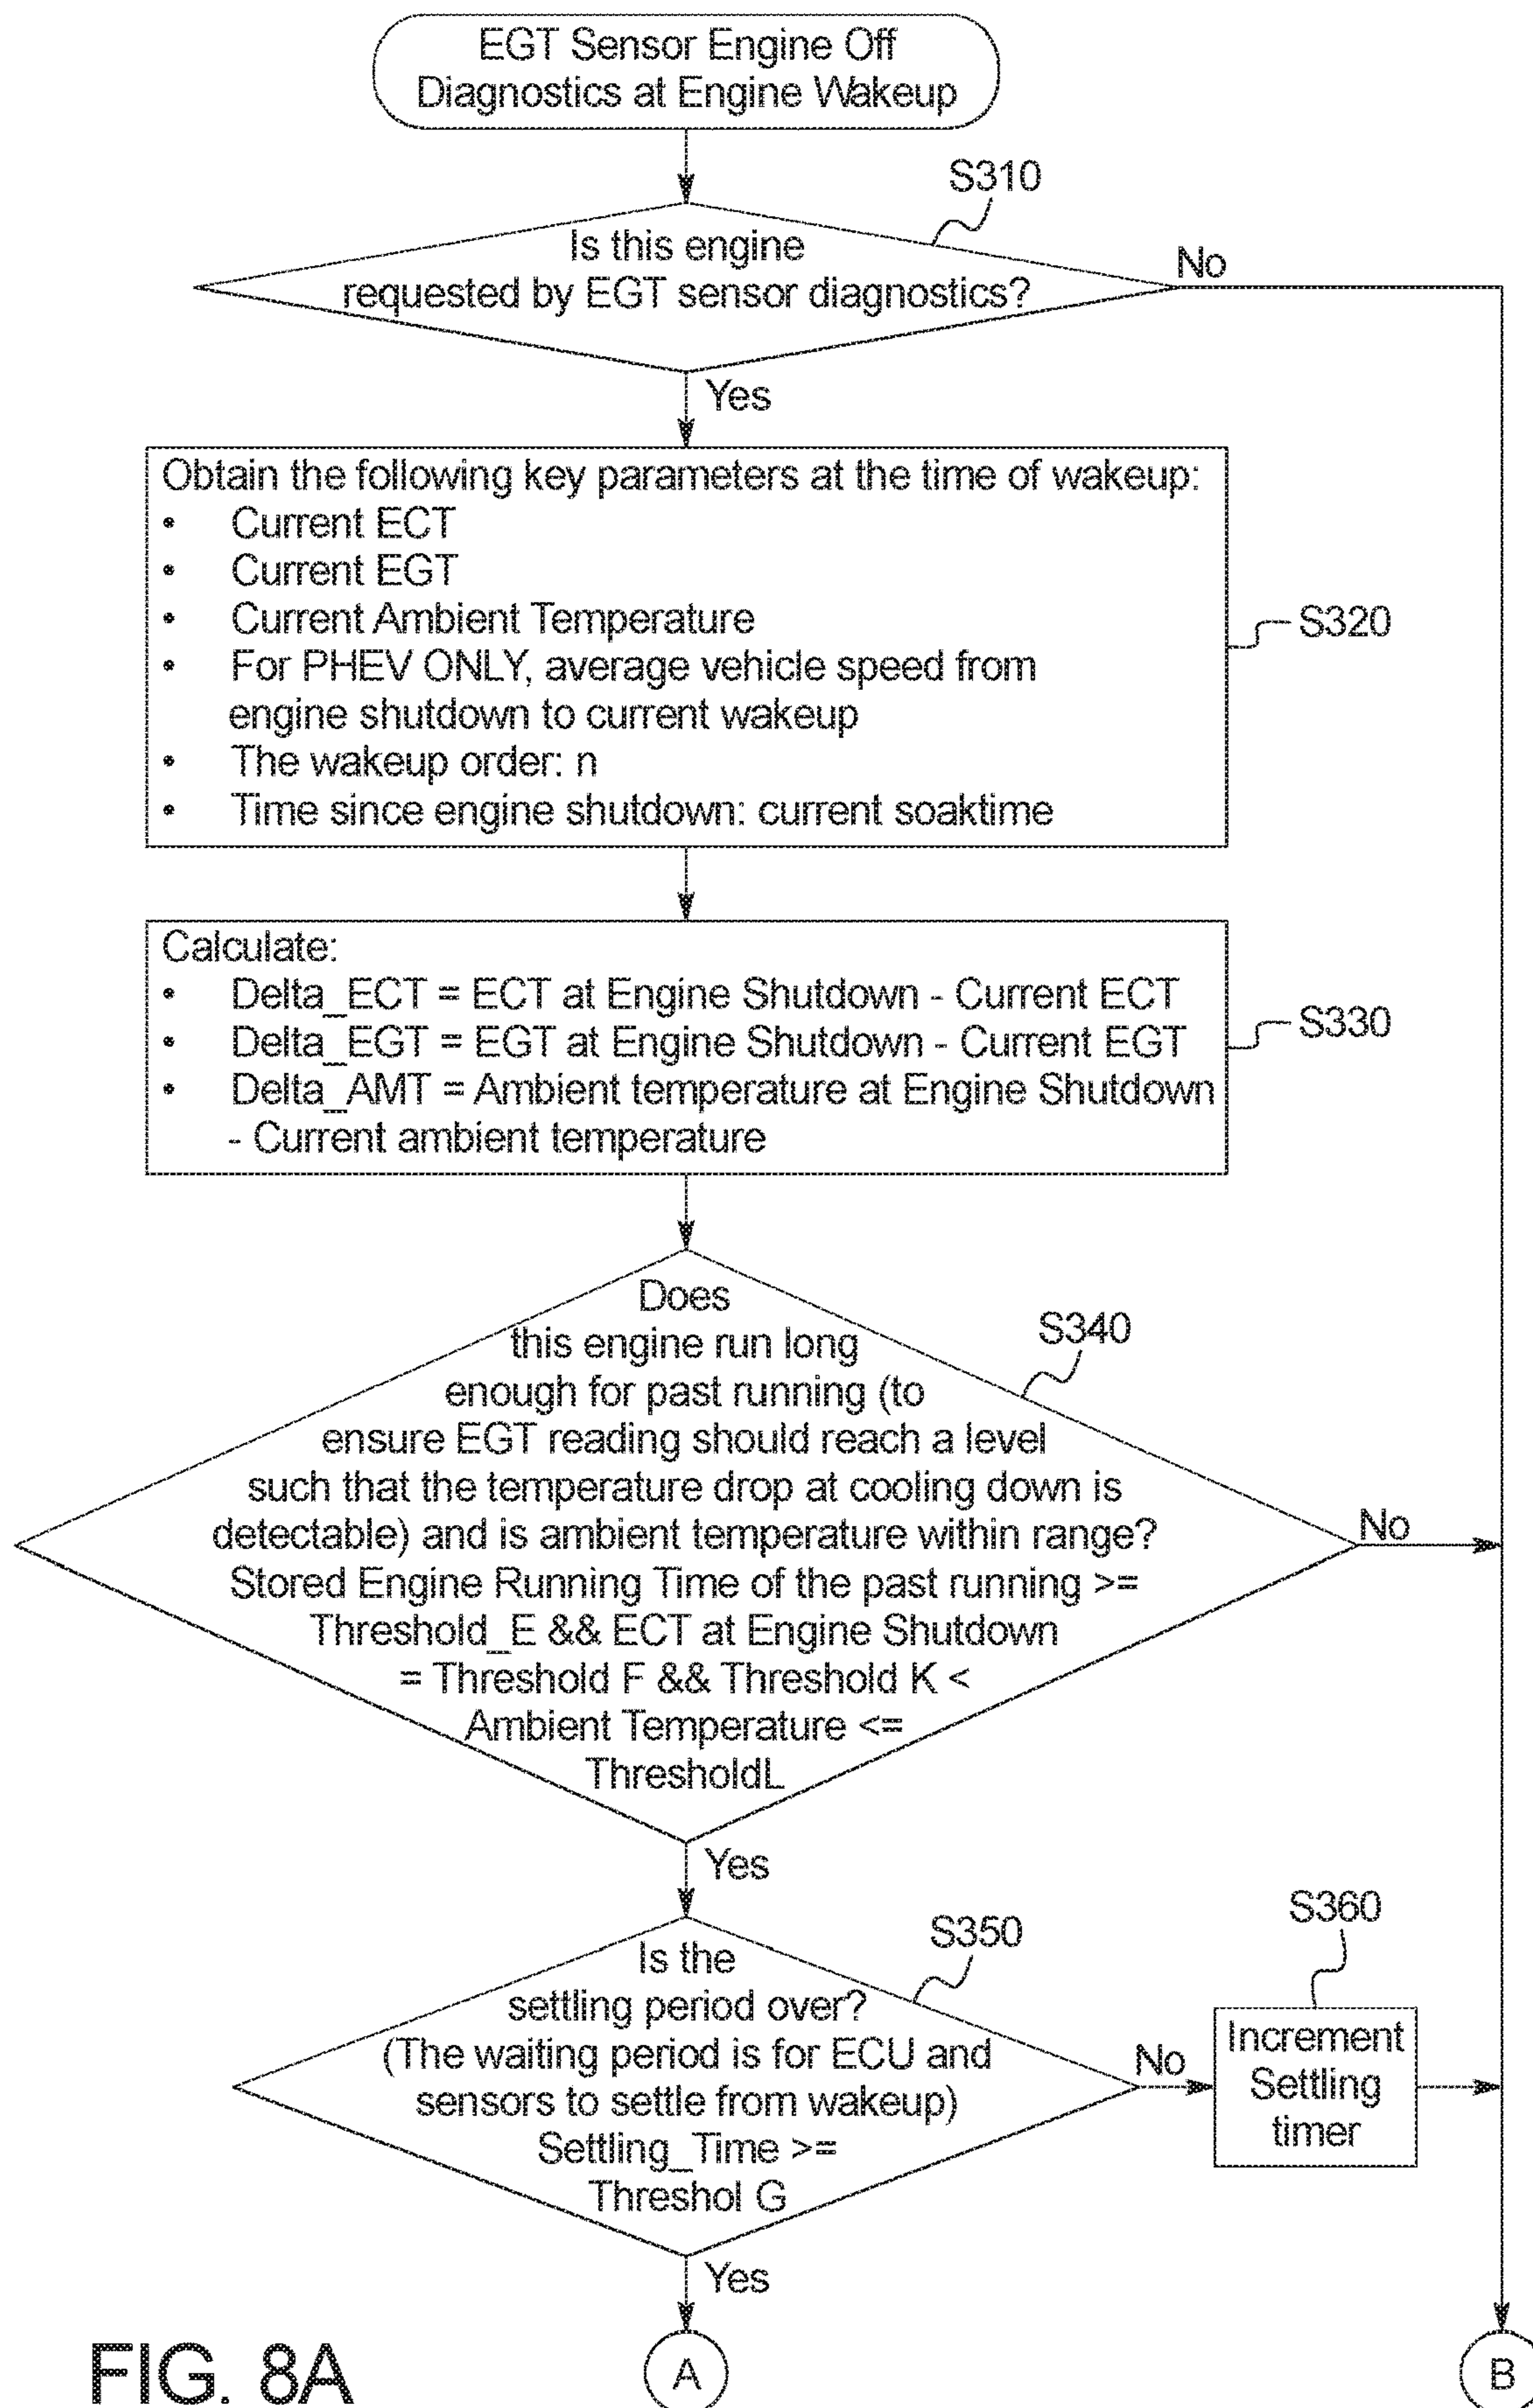 EGT Sensor Engine Off
Diagnostics at Engine Wakeup
S310
Is this engine
requested by EGT sensor diagnostics?
No
Yes
Obtain the following key parameters at the time of wakeup:
• Current ECT
• Current EGT
• Current Ambient Temperature
• For PHEV ONLY, average vehicle speed from
engine shutdown to current wakeup
• The wakeup order: n
• Time since engine shutdown: current soaktime
S320
Calculate:
• Delta_ECT = ECT at Engine Shutdown - Current ECT
• Delta_EGT = EGT at Engine Shutdown - Current EGT
• Delta_AMT = Ambient temperature at Engine Shutdown
- Current ambient temperature
S330
Does
this engine run long
enough for past running (to
ensure EGT reading should reach a level
such that the temperature drop at cooling down is
detectable) and is ambient temperature within range?
Stored Engine Running Time of the past running >=
Threshold_E && ECT at Engine Shutdown
= Threshold F && Threshold K <
Ambient Temperature <=
ThresholdL
S340
No
Yes
Is the
settling period over?
(The waiting period is for ECU and
sensors to settle from wakeup)
Settling_Time >=
Threshol G
S350
No
S360
Increment
Settling
timer
Yes
A
B
FIG. 8A